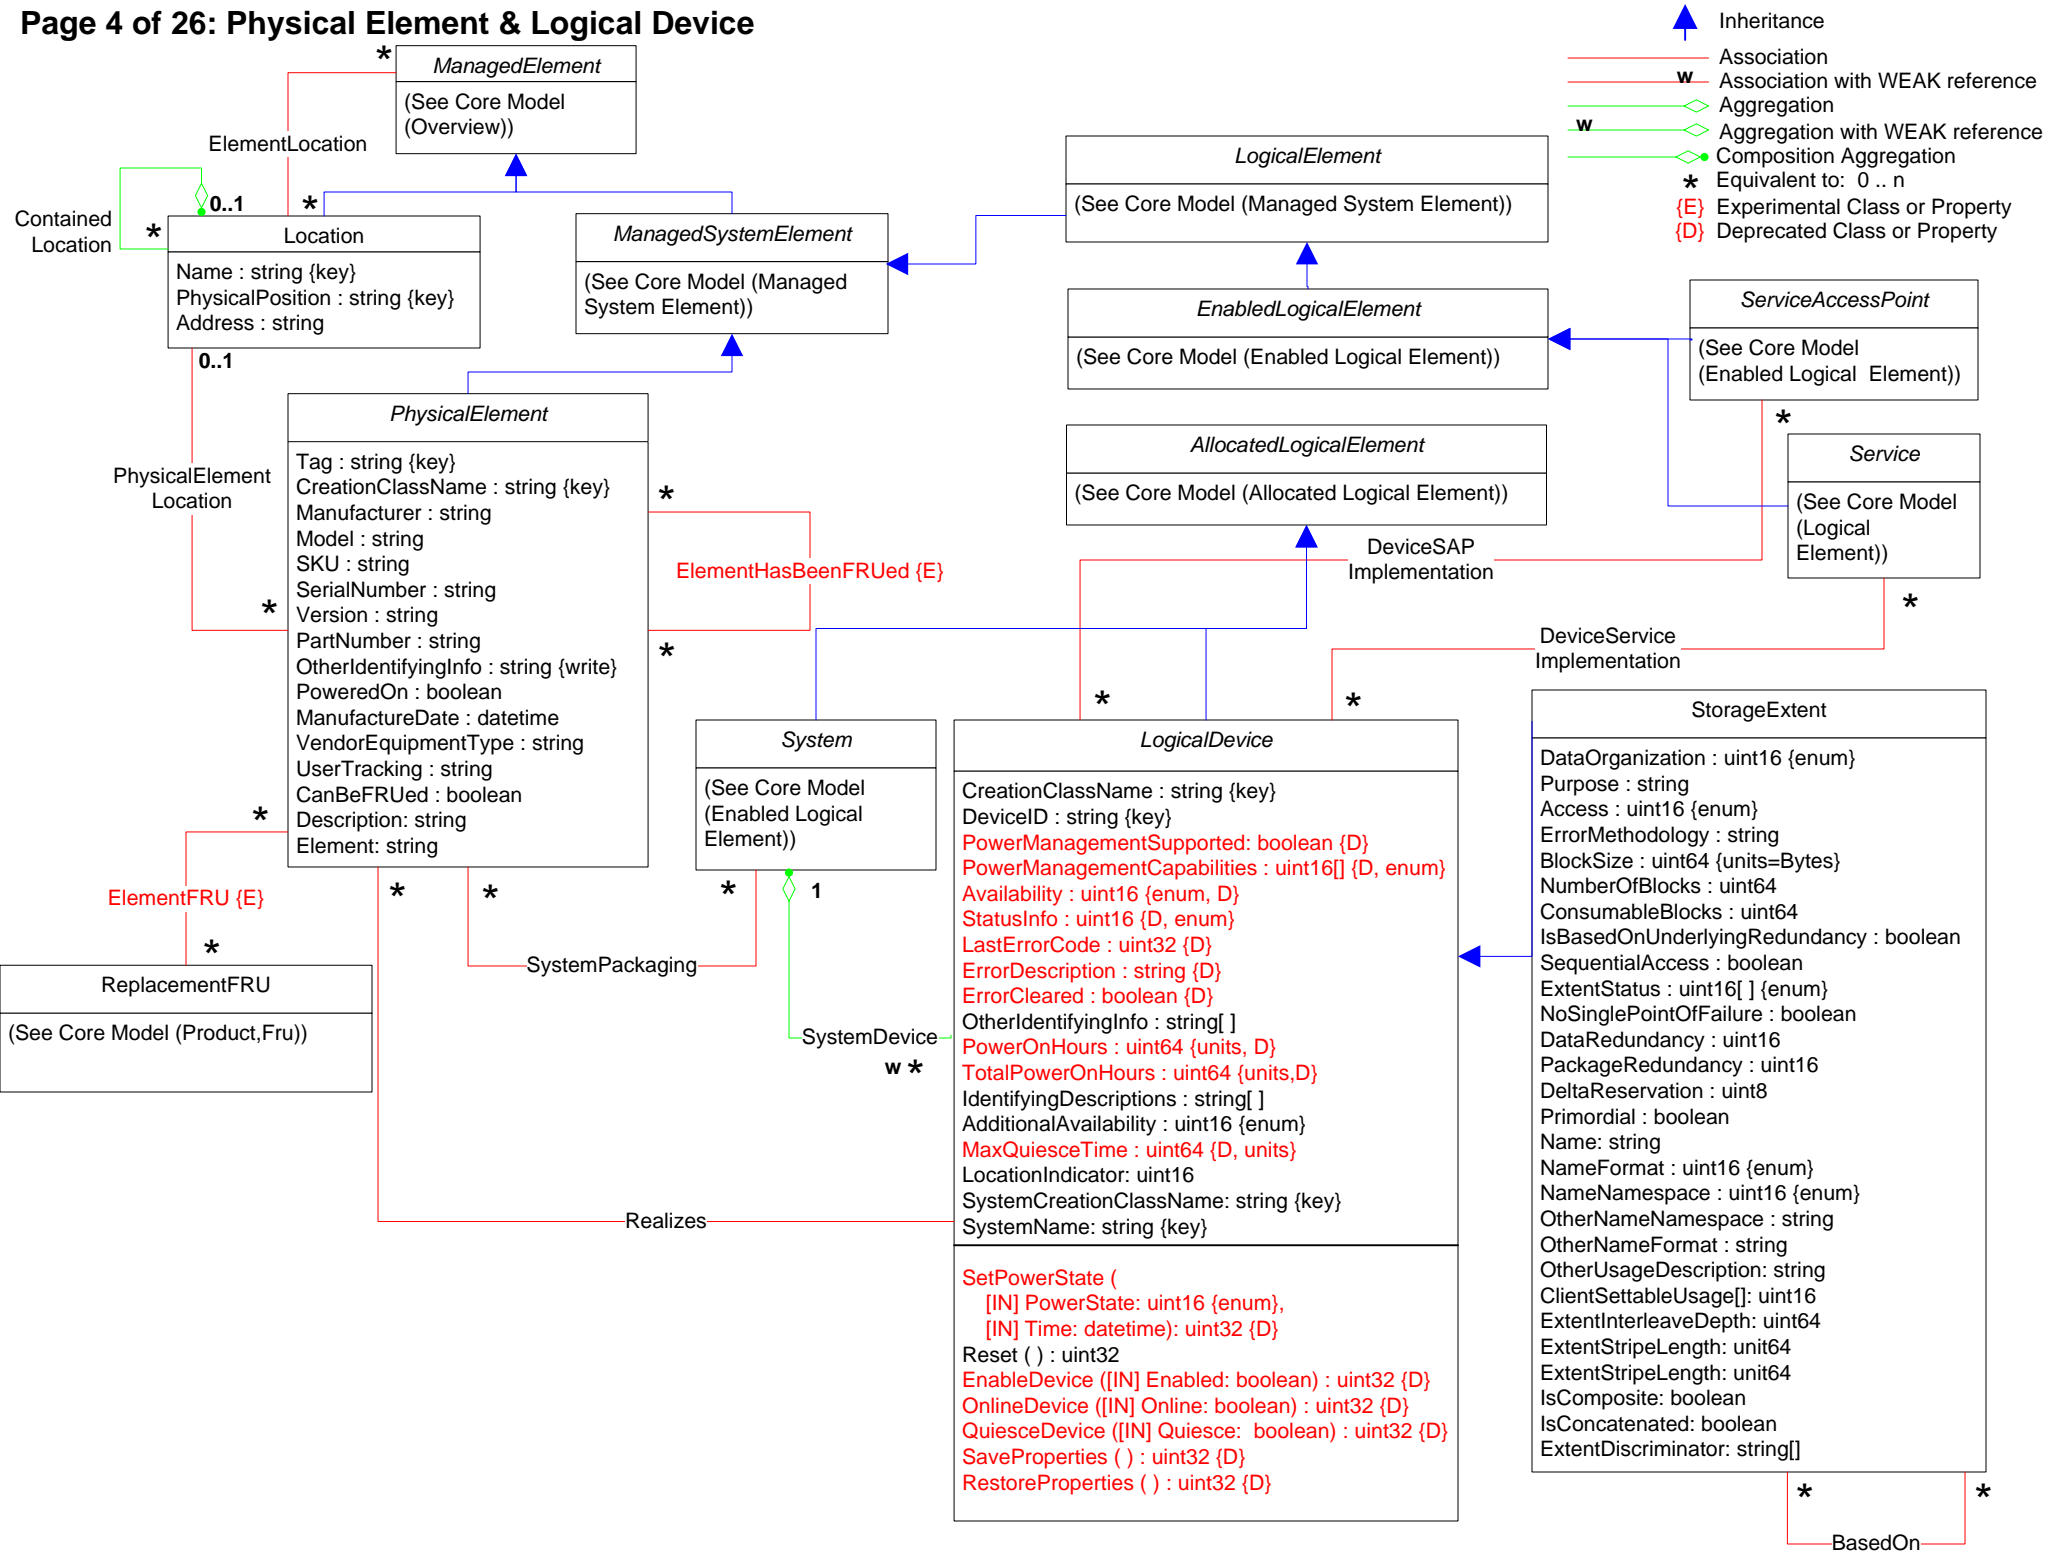 Page 4 of 26: Physical Element & Logical Device
Inheritance
Association
w
Association with WEAK reference
Aggregation
w
Aggregation with WEAK reference
Composition Aggregation
* Equivalent to: 0 .. n
{E} Experimental Class or Property
{D} Deprecated Class or Property
*
ManagedElement
(See Core Model
(Overview))
ElementLocation
Contained
Location
0..1
*
*
Location
Name : string {key}
PhysicalPosition : string {key}
Address : string
0..1
ManagedSystemElement
(See Core Model (Managed
System Element))
LogicalElement
(See Core Model (Managed System Element))
EnabledLogicalElement
(See Core Model (Enabled Logical Element))
ServiceAccessPoint
(See Core Model
(Enabled Logical  Element))
*
AllocatedLogicalElement
(See Core Model (Allocated Logical Element))
Service
(See Core Model
(Logical
Element))
*
PhysicalElement
Location
*
PhysicalElement
Tag : string {key}
CreationClassName : string {key}
Manufacturer : string
Model : string
SKU : string
SerialNumber : string
Version : string
PartNumber : string
OtherIdentifyingInfo : string {write}
PoweredOn : boolean
ManufactureDate : datetime
VendorEquipmentType : string
UserTracking : string
CanBeFRUed : boolean
Description: string
Element: string
*
ElementHasBeenFRUed {E}
*
DeviceSAP
Implementation
*
DeviceService
Implementation
*
*
ElementFRU {E}
*
ReplacementFRU
(See Core Model (Product,Fru))
*
*
SystemPackaging
*
System
(See Core Model
(Enabled Logical
Element))
1
SystemDevice
w *
Realizes
LogicalDevice
CreationClassName : string {key}
DeviceID : string {key}
PowerManagementSupported: boolean {D}
PowerManagementCapabilities : uint16[] {D, enum}
Availability : uint16 {enum, D}
StatusInfo : uint16 {D, enum}
LastErrorCode : uint32 {D}
ErrorDescription : string {D}
ErrorCleared : boolean {D}
OtherIdentifyingInfo : string[ ]
PowerOnHours : uint64 {units, D}
TotalPowerOnHours : uint64 {units,D}
IdentifyingDescriptions : string[ ]
AdditionalAvailability : uint16 {enum}
MaxQuiesceTime : uint64 {D, units}
LocationIndicator: uint16
SystemCreationClassName: string {key}
SystemName: string {key}
SetPowerState (
[IN] PowerState: uint16 {enum},
[IN] Time: datetime): uint32 {D}
Reset ( ) : uint32
EnableDevice ([IN] Enabled: boolean) : uint32 {D}
OnlineDevice ([IN] Online: boolean) : uint32 {D}
QuiesceDevice ([IN] Quiesce:  boolean) : uint32 {D}
SaveProperties ( ) : uint32 {D}
RestoreProperties ( ) : uint32 {D}
StorageExtent
DataOrganization : uint16 {enum}
Purpose : string
Access : uint16 {enum}
ErrorMethodology : string
BlockSize : uint64 {units=Bytes}
NumberOfBlocks : uint64
ConsumableBlocks : uint64
IsBasedOnUnderlyingRedundancy : boolean
SequentialAccess : boolean
ExtentStatus : uint16[ ] {enum}
NoSinglePointOfFailure : boolean
DataRedundancy : uint16
PackageRedundancy : uint16
DeltaReservation : uint8
Primordial : boolean
Name: string
NameFormat : uint16 {enum}
NameNamespace : uint16 {enum}
OtherNameNamespace : string
OtherNameFormat : string
OtherUsageDescription: string
ClientSettableUsage[]: uint16
ExtentInterleaveDepth: uint64
ExtentStripeLength: unit64
ExtentStripeLength: unit64
IsComposite: boolean
IsConcatenated: boolean
ExtentDiscriminator: string[]
*
*
BasedOn